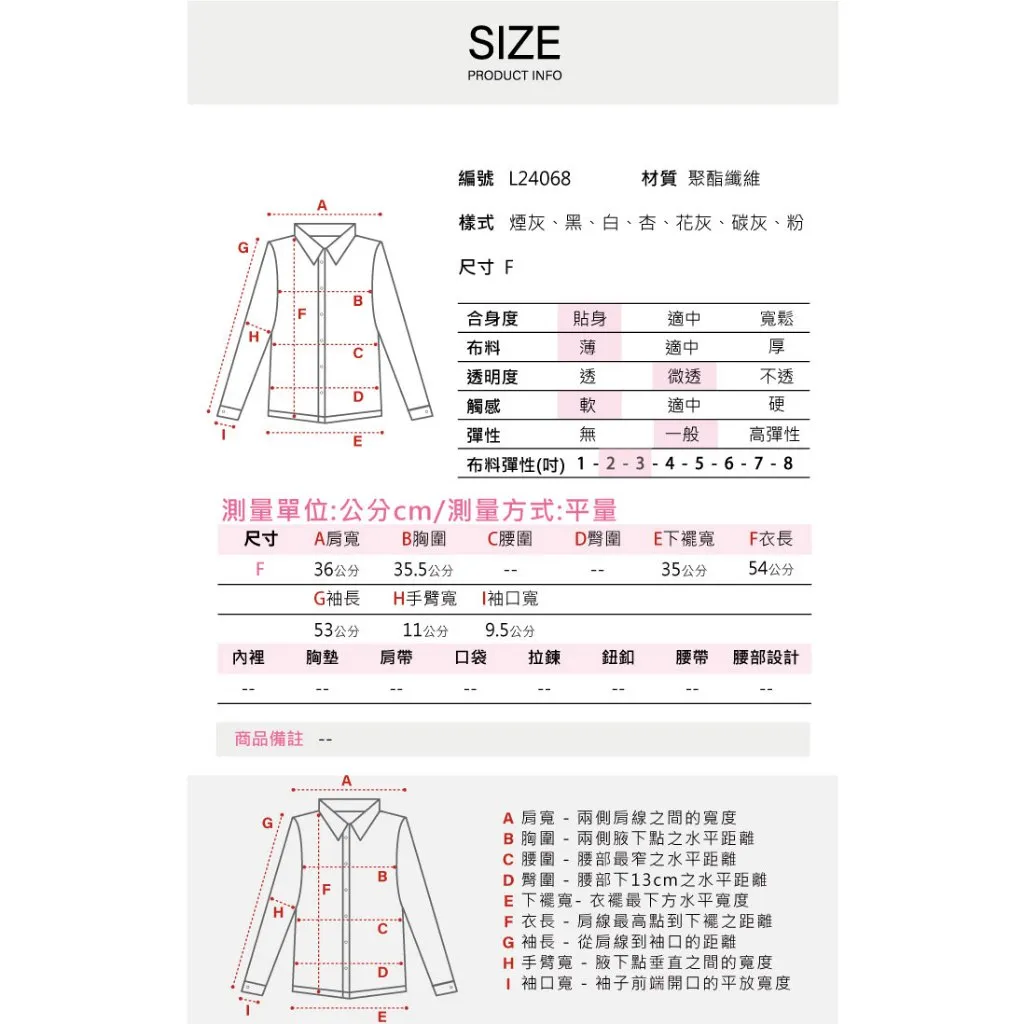 SIZE
PRODUCT INFO
編號 L24068 材質 聚酯纖維
樣式 煙灰、黑、白、杏、花灰、碳灰、粉
尺寸 F
A
G
B
F
H
C
D
I
E
合身度 貼身 適中 寬鬆
布料 薄 適中 厚
透明度 透 微透 不透
觸感 軟 適中 硬
彈性 無 一般 高彈性
布料彈性(吋) 1 - 2 - 3 - 4 - 5 - 6 - 7 - 8
測量單位:公分cm/測量方式:平量
尺寸 A肩寬 B胸圍 C腰圍 D臀圍 E下襬寬 F衣長
F 36公分 35.5公分 -- -- 35公分 54公分
G袖長 H手臂寬 I袖口寬
53公分 11公分 9.5公分
內裡 胸墊 肩帶 口袋 拉鍊 鈕釦 腰帶 腰部設計
-- -- -- -- -- -- -- --
商品備註 --
A
G
B
F
H
C
D
I
E
A 肩寬 - 兩側肩線之間的寬度
B 胸圍 - 兩側腋下點之水平距離
C 腰圍 - 腰部最窄之水平距離
D 臀圍 - 腰部下13cm之水平距離
E 下襬寬- 衣襬最下方水平寬度
F 衣長 - 肩線最高點到下襬之距離
G 袖長 - 從肩線到袖口的距離
H 手臂寬 - 腋下點垂直之間的寬度
I 袖口寬 - 袖子前端開口的平放寬度